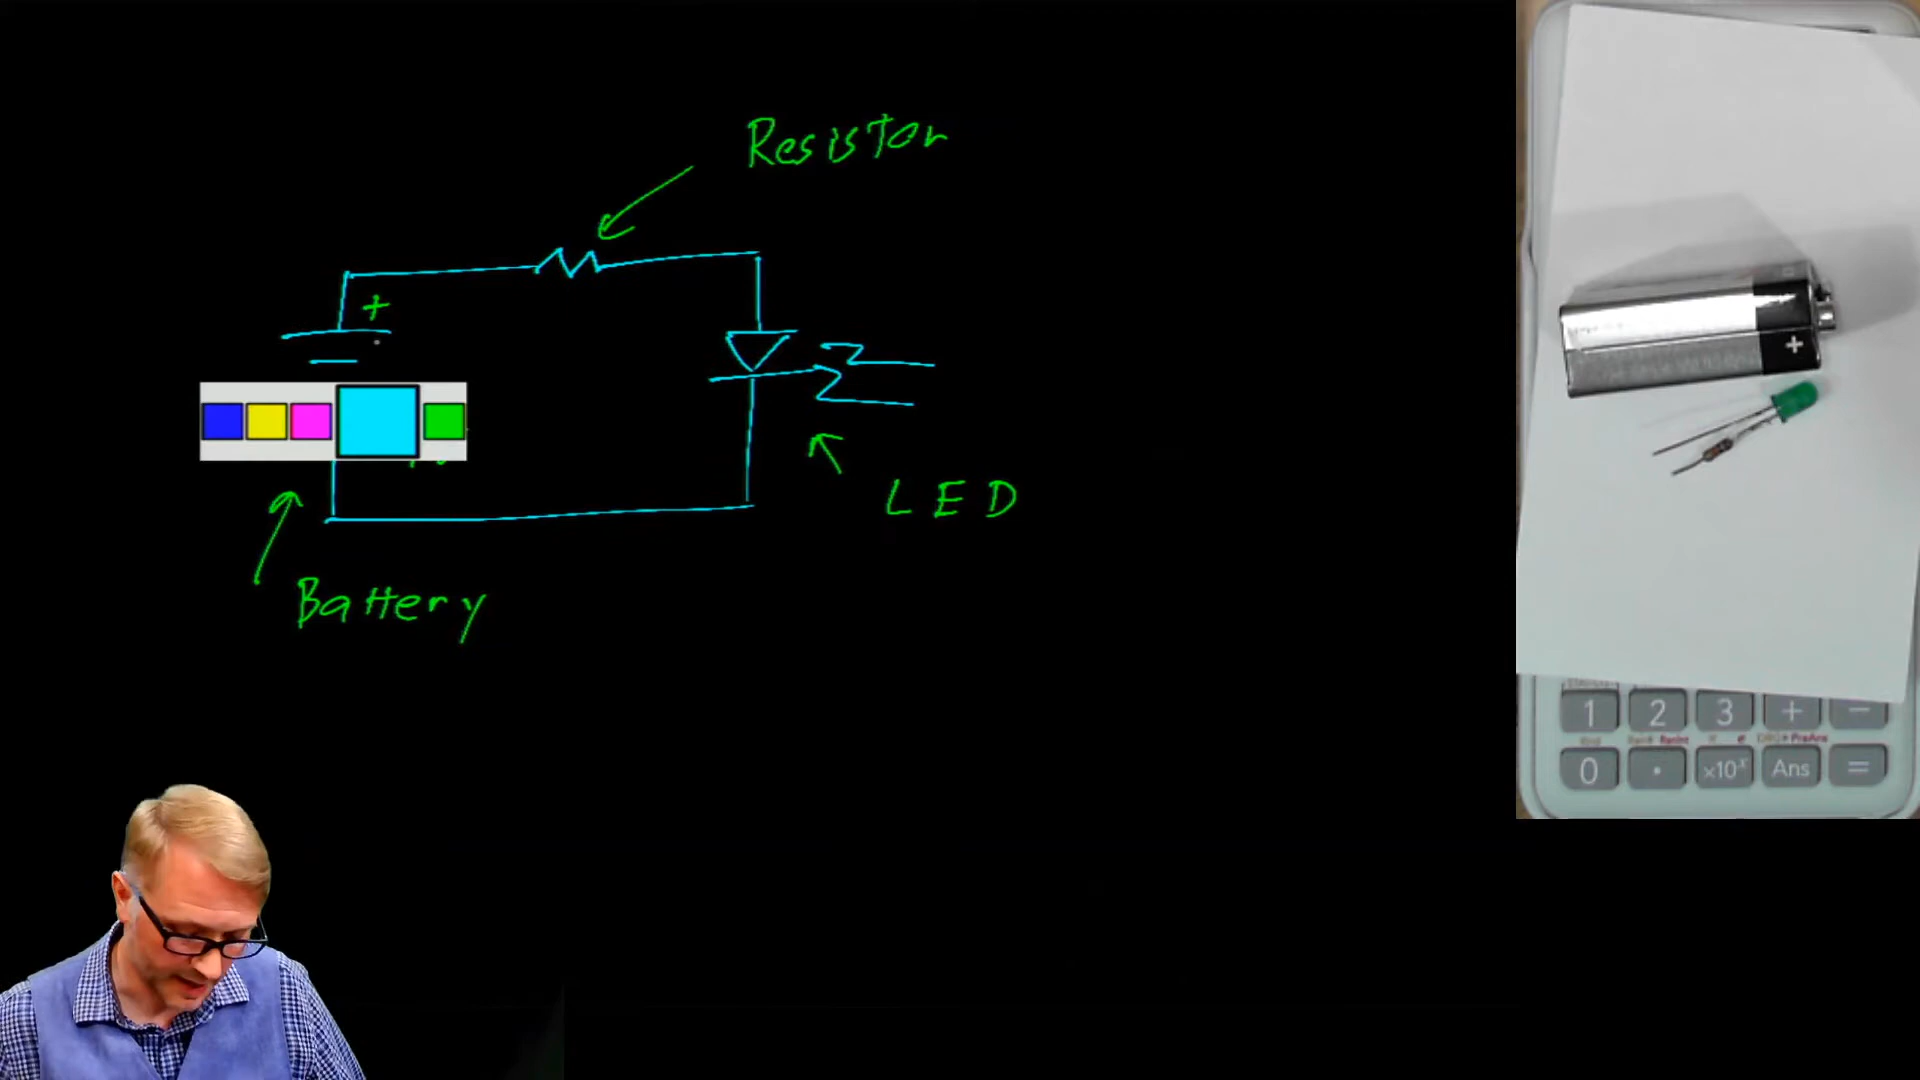 Resistor
+
LED
Battery
+
1 2 3 + −
0 . ×10ˣ Ans =